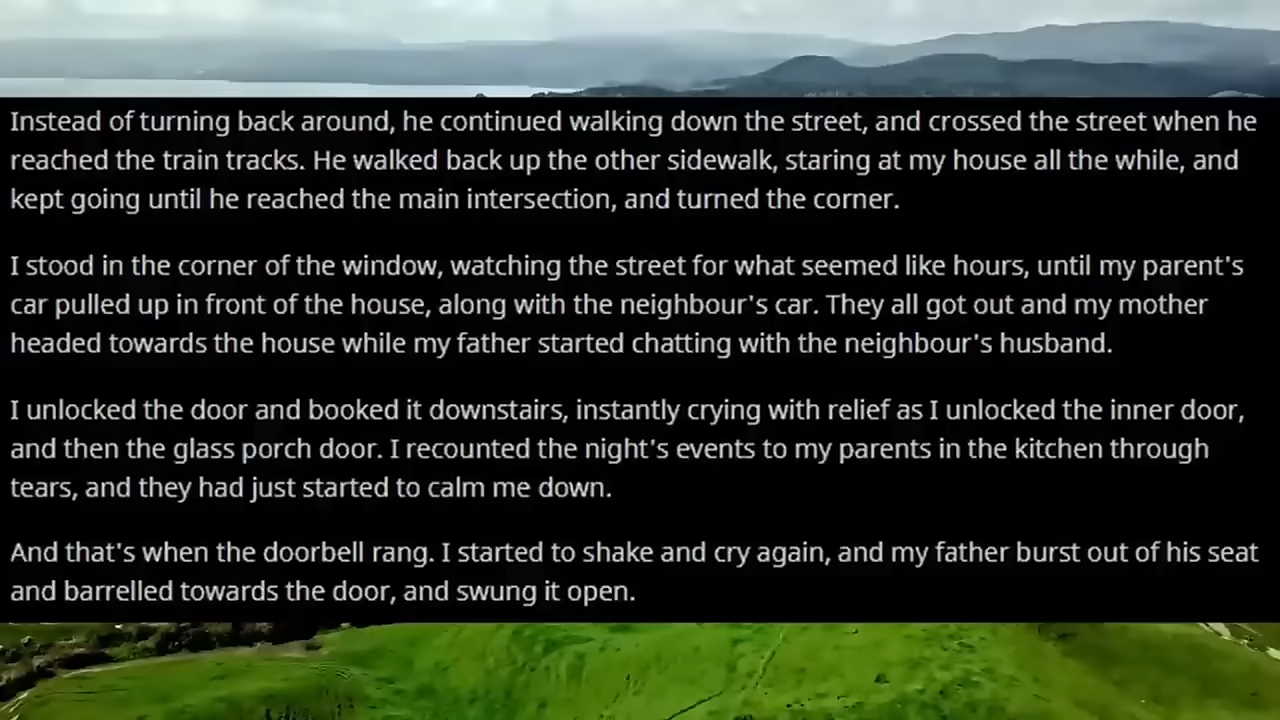 Instead of turning back around, he continued walking down the street, and crossed the street when he
reached the train tracks. He walked back up the other sidewalk, staring at my house all the while, and
kept going until he reached the main intersection, and turned the corner.
I stood in the corner of the window, watching the street for what seemed like hours, until my parent's
car pulled up in front of the house, along with the neighbour's car. They all got out and my mother
headed towards the house while my father started chatting with the neighbour's husband.
I unlocked the door and booked it downstairs, instantly crying with relief as I unlocked the inner door,
and then the glass porch door. I recounted the night's events to my parents in the kitchen through
tears, and they had just started to calm me down.
And that's when the doorbell rang. I started to shake and cry again, and my father burst out of his seat
and barrelled towards the door, and swung it open.